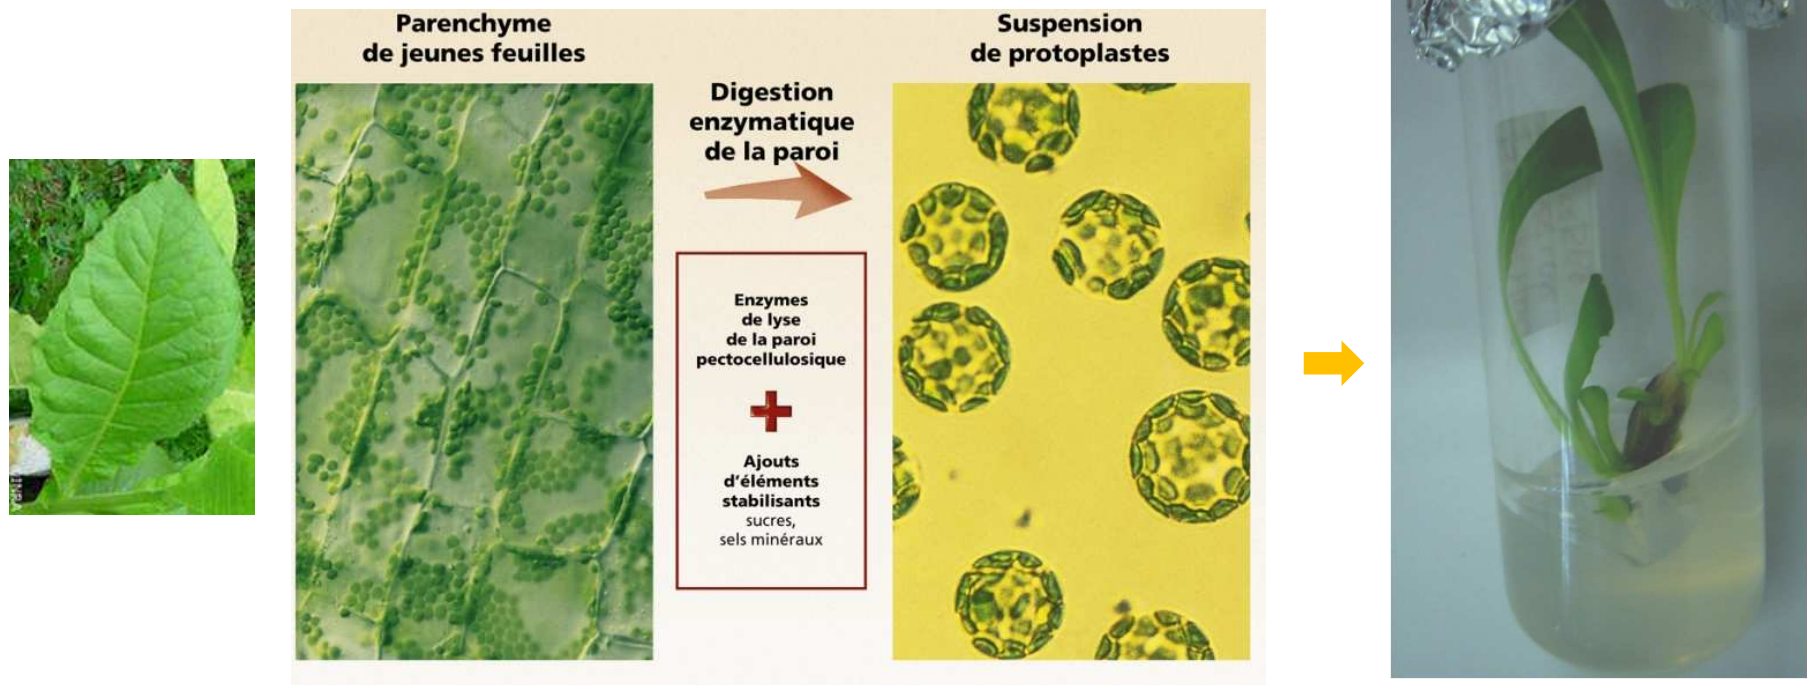 Parenchyme
de jeunes feuilles
Digestion
enzymatique
de la paroi
Enzymes
de lyse
de la paroi
pectocellulosique
Ajouts
d'éléments
stabilisants
sucres,
sels minéraux
Suspension
de protoplastes